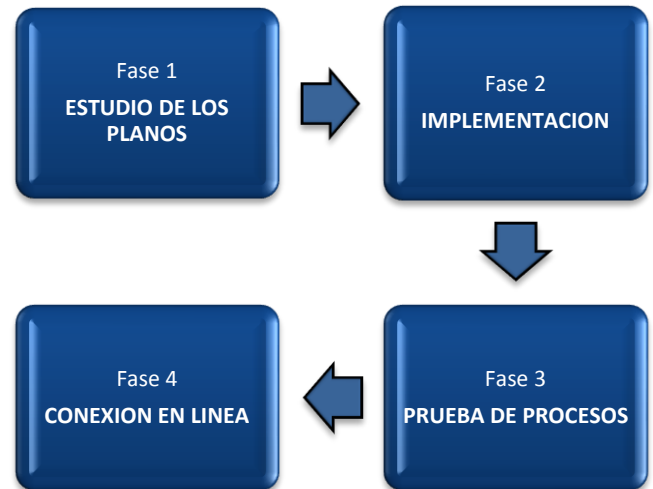 Fase 1
ESTUDIO DE LOS
PLANOS
Fase 2
IMPLEMENTACION
Fase 3
PRUEBA DE PROCESOS
Fase 4
CONEXION EN LINEA